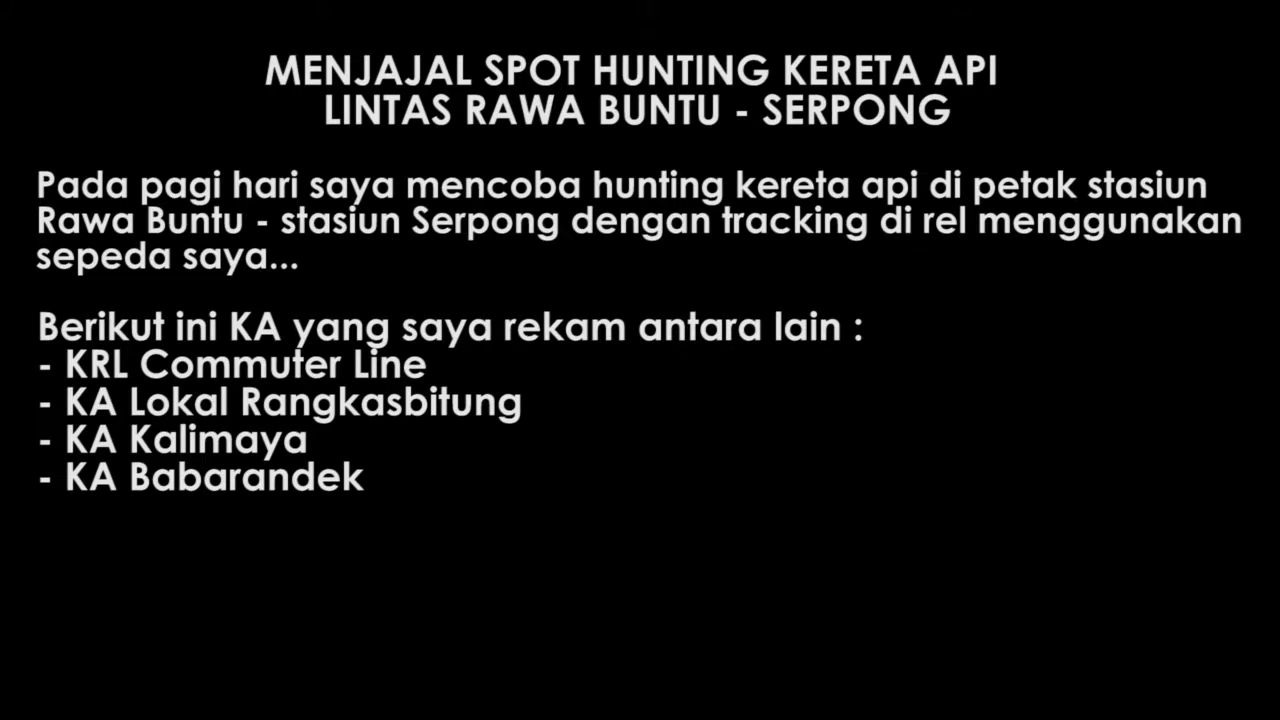 MENJAJAL SPOT HUNTING KERETA API
LINTAS RAWA BUNTU - SERPONG
Pada pagi hari saya mencoba hunting kereta api di petak stasiun
Rawa Buntu - stasiun Serpong dengan tracking di rel menggunakan
sepeda saya...
Berikut ini KA yang saya rekam antara lain :
- KRL Commuter Line
- KA Lokal Rangkasbitung
- KA Kalimaya
- KA Babarandek